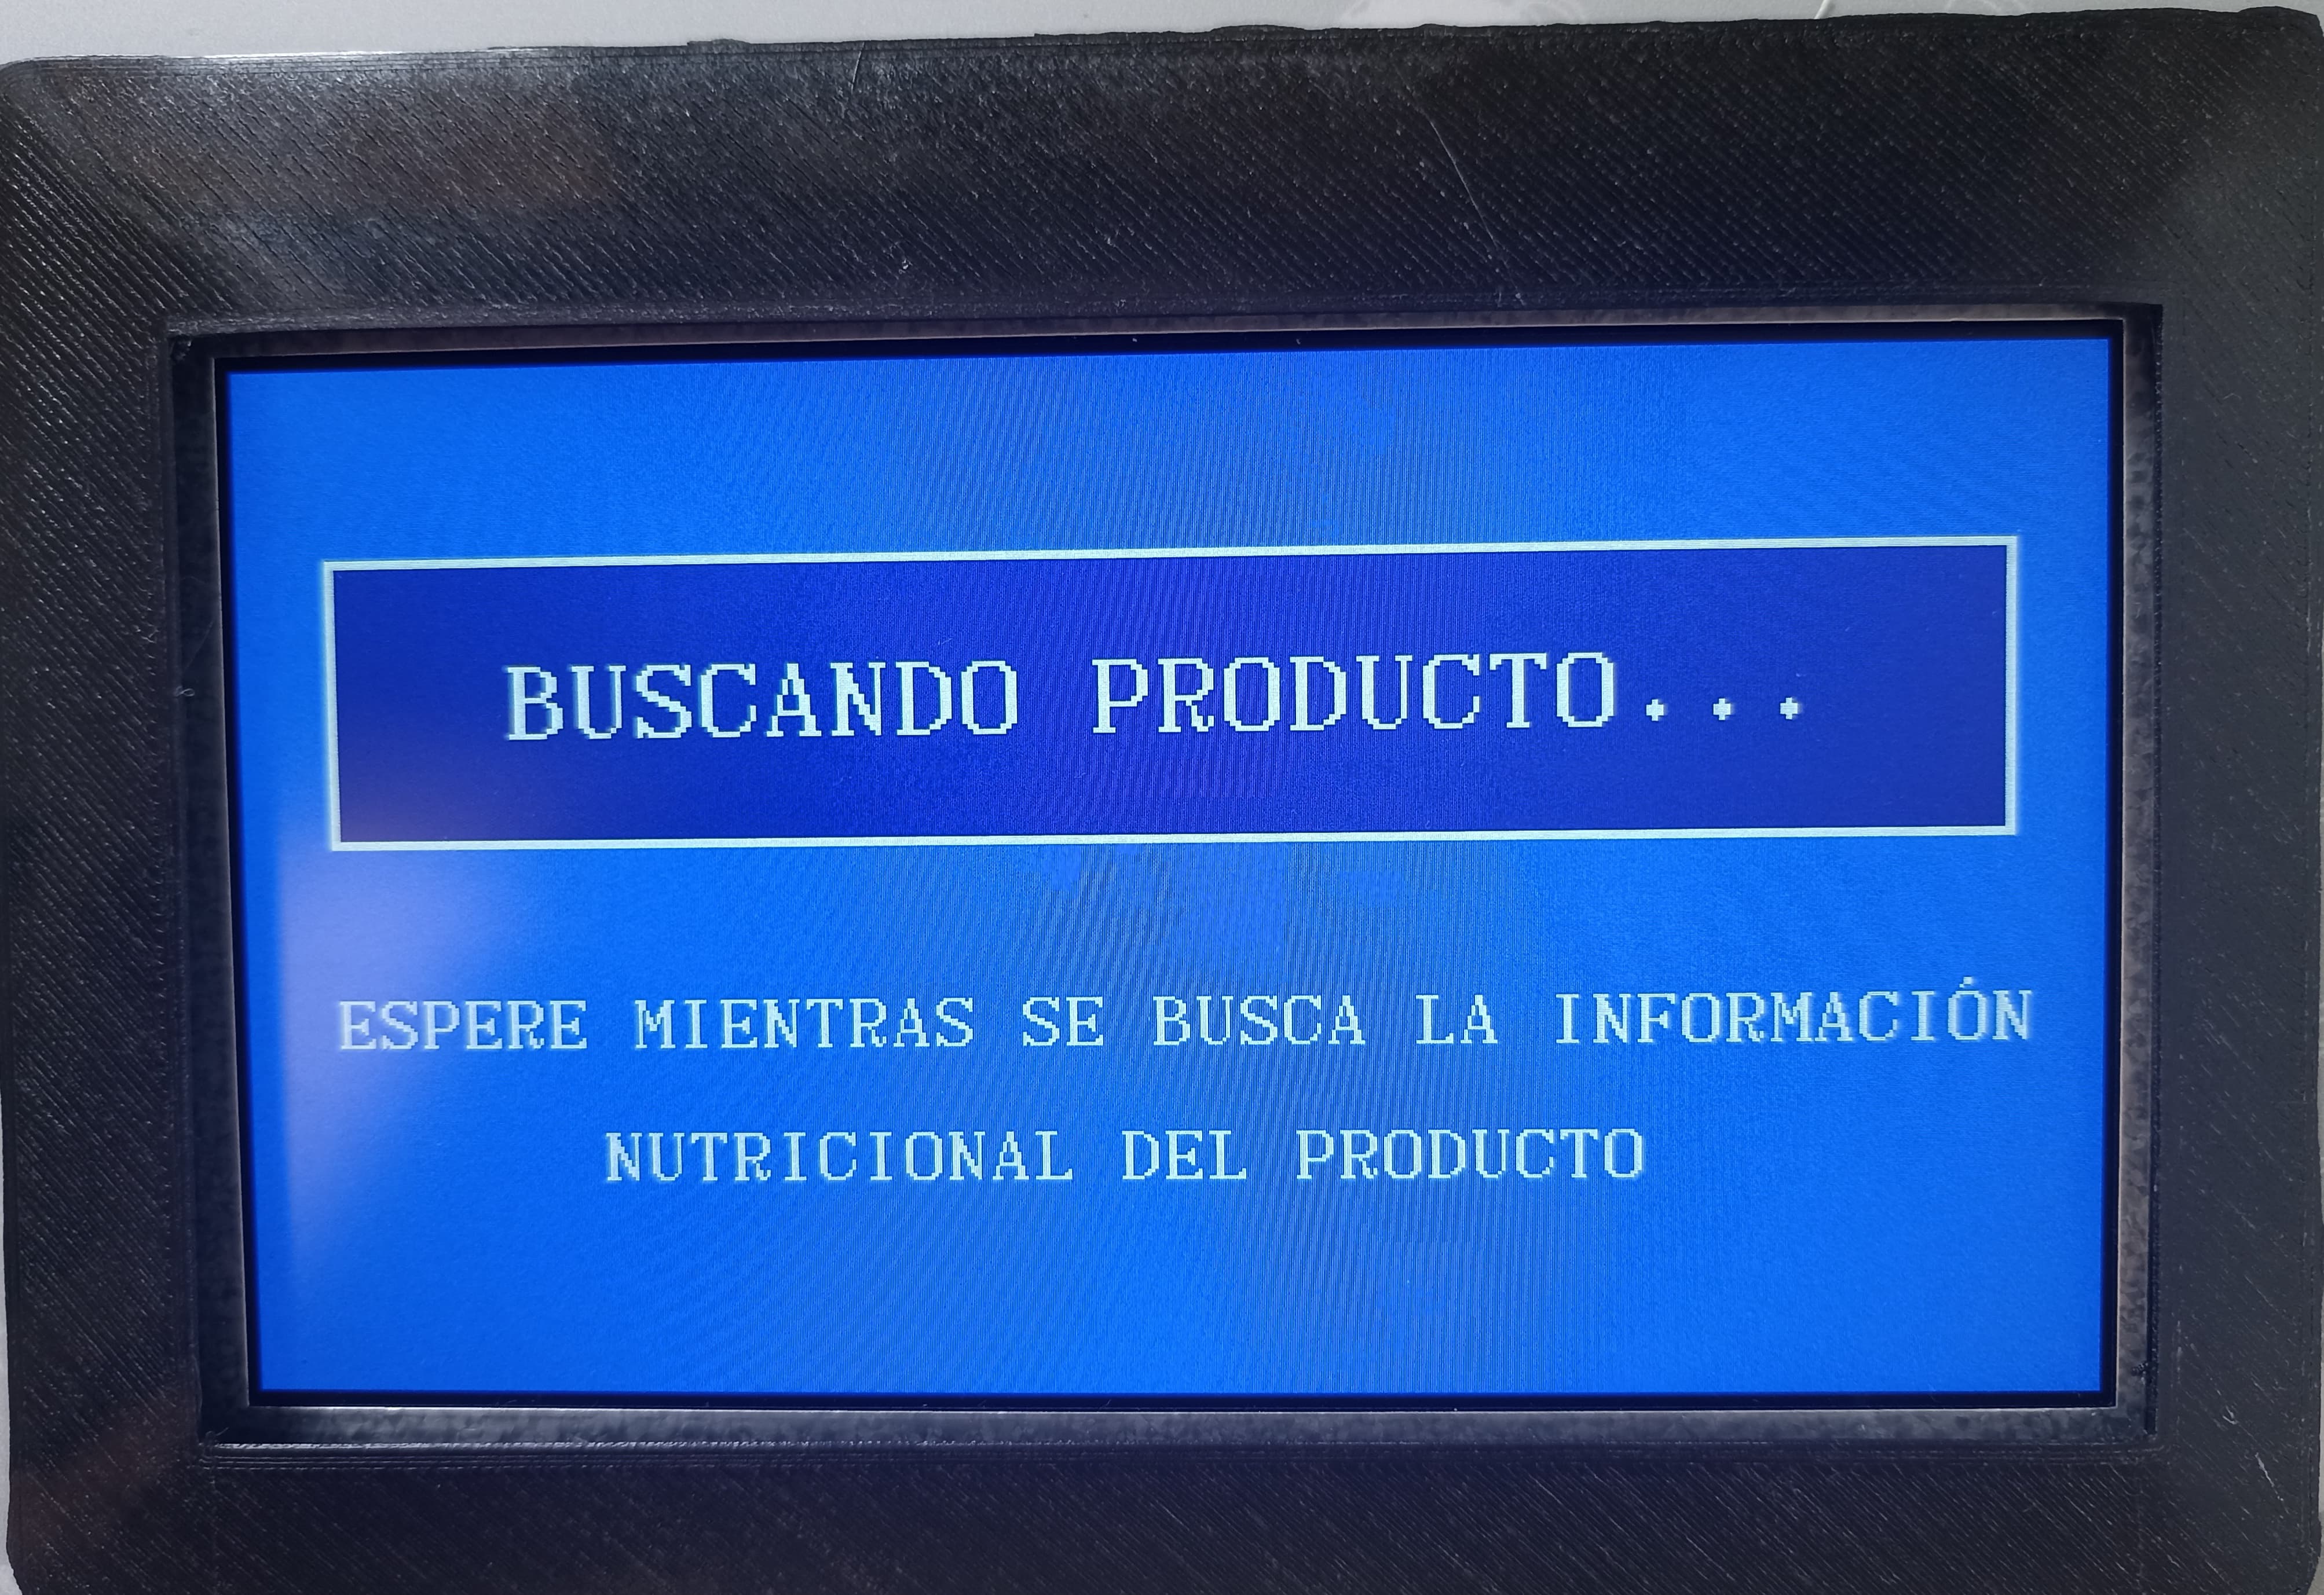 BUSCANDO PRODUCTO...
ESPERE MIENTRAS SE BUSCA LA INFORMACIÓN
NUTRICIONAL DEL PRODUCTO